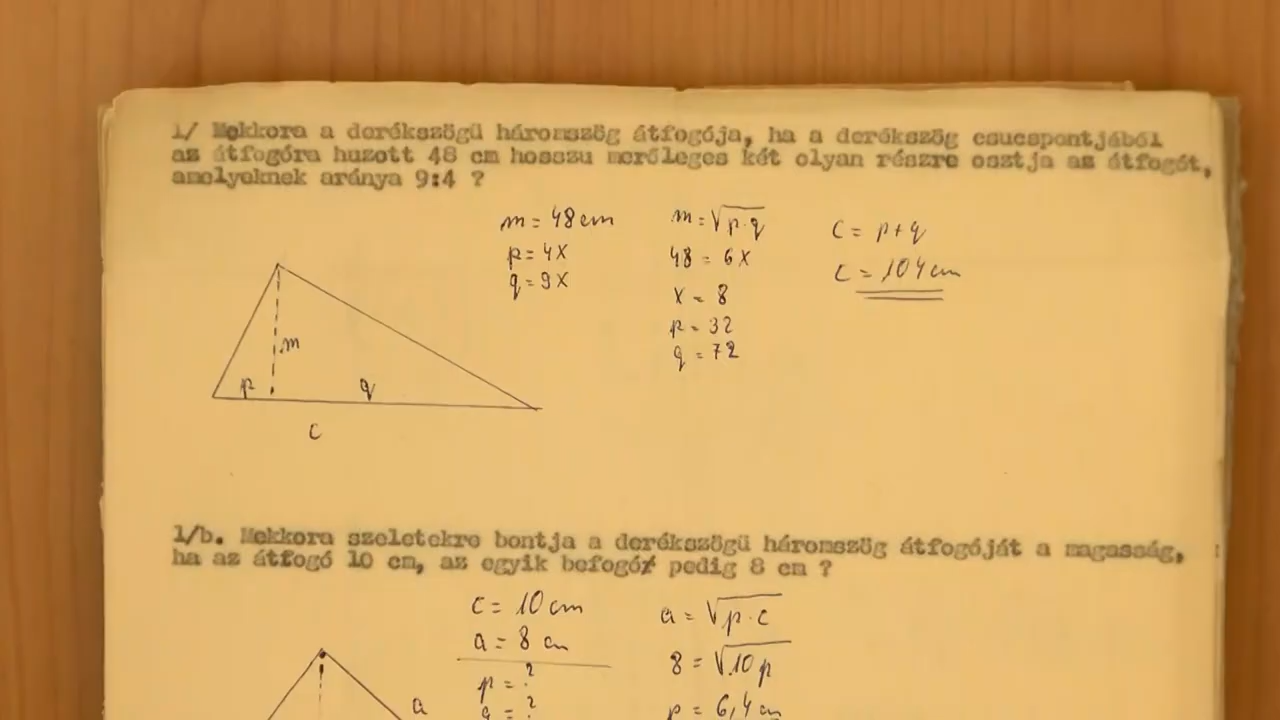 1/ Mekkora a derékszögü háromszög átfogója, ha a derékszög csucspontjából
az átfogóra huzott 48 cm hosszu merőleges két olyan részre osztja az átfogót,
amelyeknek aránya 9:4 ?
m = 48 cm
p = 4x
q = 9x
m = √p·q
48 = 6x
x = 8
p = 32
q = 72
c = p+q
c = 104 cm
m
p
q
c
1/b. Mekkora szeletekre bontja a derékszögü háromszög átfogóját a magasság,
ha az átfogó 10 cm, az egyik befogó pedig 8 cm ?
c = 10 cm
a = 8 cm
p = ?
q = ?
a = √p·c
8 = √10p
p = 6,4 cm
a